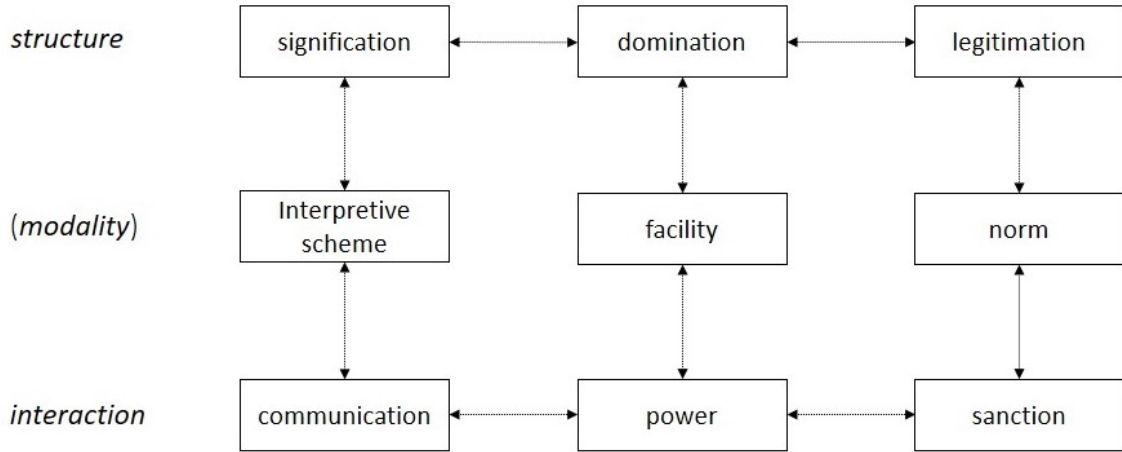 structure
signification
domination
legitimation
(modality)
Interpretive
scheme
facility
norm
interaction
communication
power
sanction